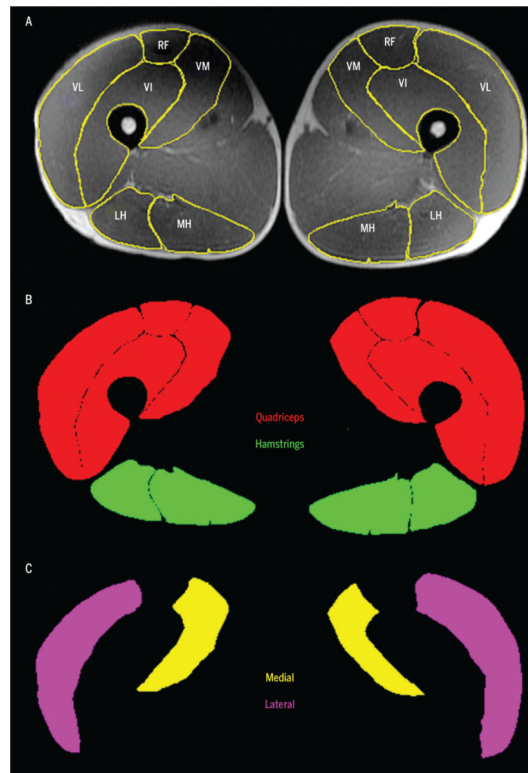 A
RF
RF
VM
VM
VL
VI
VI
VL
LH
MH
MH
LH
B
Quadriceps
Hamstrings
C
Medial
Lateral